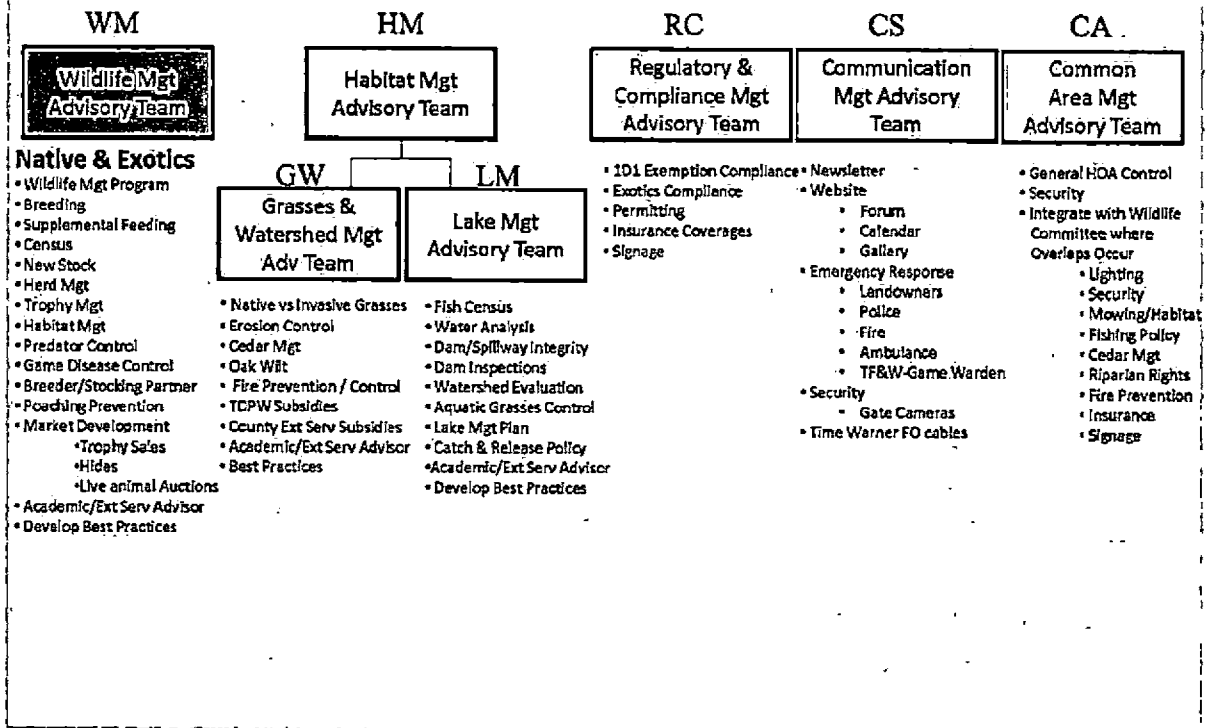 WM
Wildlife Mgt
Advisory Team
Native & Exotics
• Wildlife Mgt Program
• Breeding
• Supplemental Feeding
• Census
• New Stock
• Herd Mgt
• Trophy Mgt
• Habitat Mgt
• Predator Control
• Game Disease Control
• Breeder/Stocking Partner
• Poaching Prevention
• Market Development
•Trophy Sales
•Hides
•Live animal Auctions
• Academic/Ext Serv Advisor
• Develop Best Practices
HM
Habitat Mgt
Advisory Team
GW
Grasses &
Watershed Mgt
Adv Team
• Native vs Invasive Grasses
• Erosion Control
• Cedar Mgt
• Oak Wilt
• Fire Prevention / Control
• TDPW Subsidies
• County Ext Serv Subsidies
• Academic/Ext Serv Advisor
• Best Practices
LM
Lake Mgt
Advisory Team
• Fish Census
• Water Analysis
• Dam/Spillway Integrity
• Dam Inspections
• Watershed Evaluation
• Aquatic Grasses Control
• Lake Mgt Plan
• Catch & Release Policy
•Academic/Ext Serv Advisor
• Develop Best Practices
RC
Regulatory &
Compliance Mgt
Advisory Team
• 1D1 Exemption Compliance
• Exotics Compliance
• Permitting
• Insurance Coverages
• Signage
CS
Communication
Mgt Advisory
Team
• Newsletter
• Website
• Forum
• Calendar
• Gallery
• Emergency Response
• Landowners
• Police
• Fire
• Ambulance
• TF&W-Game Warden
• Security
• Gate Cameras
• Time Warner FO cables
CA
Common
Area Mgt
Advisory Team
• General HOA Control
• Security
• Integrate with Wildlife
Committee where
Overlaps Occur
• Lighting
• Security
• Mowing/Habitat
• Fishing Policy
• Cedar Mgt
• Riparian Rights
• Fire Prevention
• Insurance
• Signage